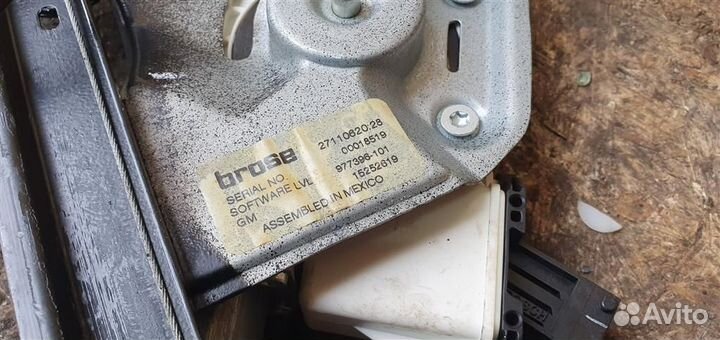 brose
27110620:28
SERIAL NO 00018519
SOFTWARE LVL 977396-101
GM 15252619
ASSEMBLED IN MEXICO
Avito